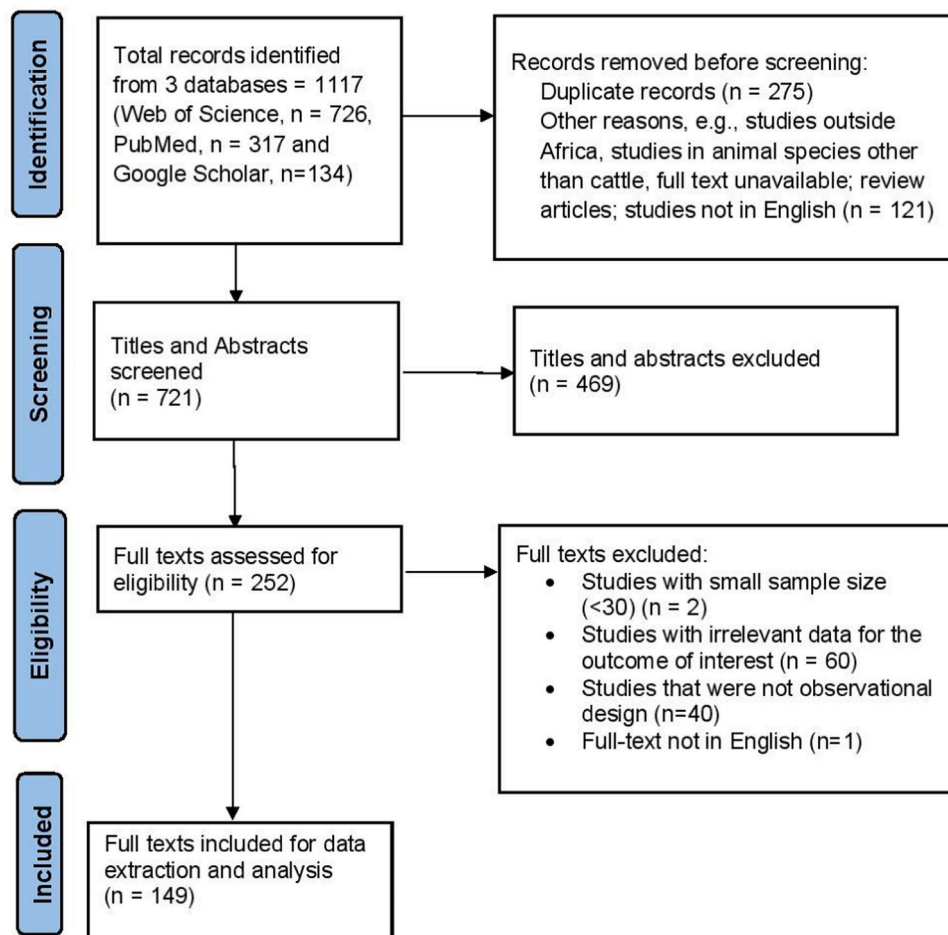 Identification
Total records identified
from 3 databases = 1117
(Web of Science, n = 726,
PubMed, n = 317 and
Google Scholar, n=134)
Records removed before screening:
Duplicate records (n = 275)
Other reasons, e.g., studies outside
Africa, studies in animal species other
than cattle, full text unavailable; review
articles; studies not in English (n = 121)
Screening
Titles and Abstracts
screened
(n = 721)
Titles and abstracts excluded
(n = 469)
Eligibility
Full texts assessed for
eligibility (n = 252)
Full texts excluded:
• Studies with small sample size
(<30) (n = 2)
• Studies with irrelevant data for the
outcome of interest (n = 60)
• Studies that were not observational
design (n=40)
• Full-text not in English (n=1)
Included
Full texts included for data
extraction and analysis
(n = 149)